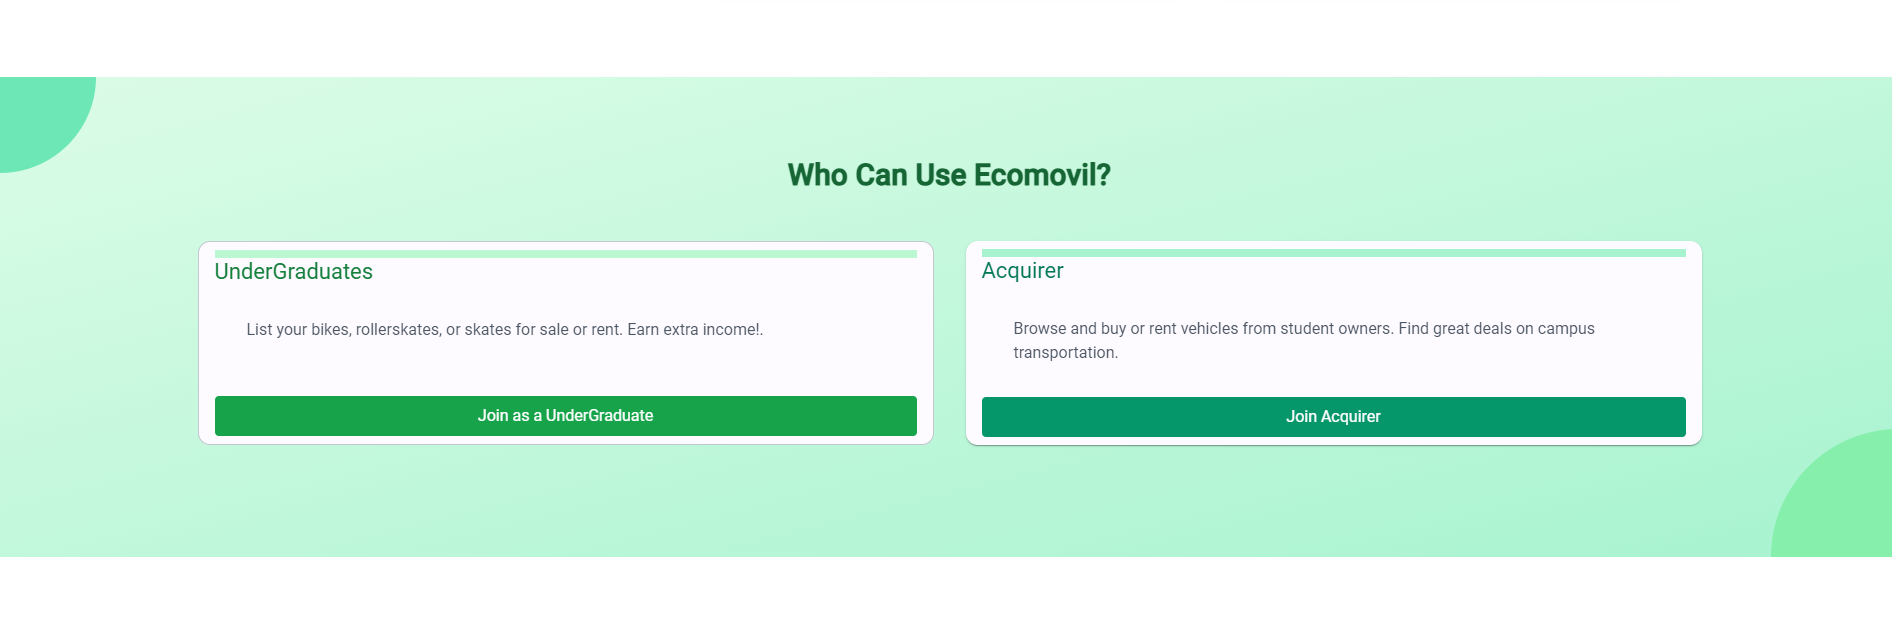 Who Can Use Ecomovil?
UnderGraduates
List your bikes, rollerskates, or skates for sale or rent. Earn extra income!.
Join as a UnderGraduate
Acquirer
Browse and buy or rent vehicles from student owners. Find great deals on campus
transportation.
Join Acquirer